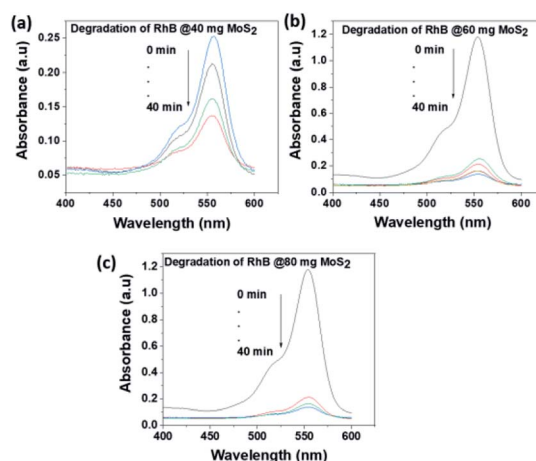 (a)
Degradation of RhB @40 mg MoS₂
0 min
40 min
0.25
0.20
0.15
0.10
0.05
400 450 500 550 600
Absorbance (a.u)
Wavelength (nm)
(b)
Degradation of RhB @60 mg MoS₂
0 min
40 min
1.2
1.0
0.8
0.6
0.4
0.2
0.0
400 450 500 550 600
Absorbance (a.u)
Wavelength (nm)
(c)
Degradation of RhB @80 mg MoS₂
0 min
40 min
1.2
1.0
0.8
0.6
0.4
0.2
0.0
400 450 500 550 600
Absorbance (a.u)
Wavelength (nm)